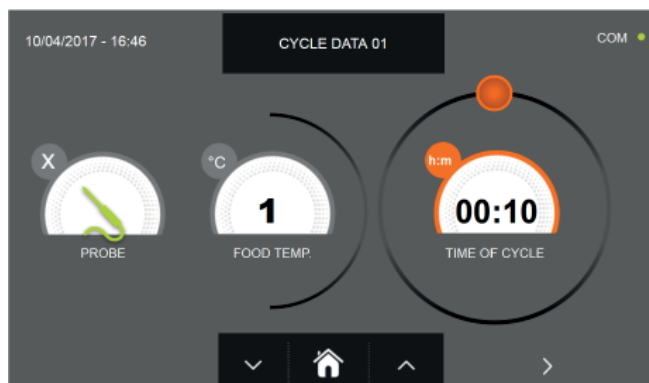 10/04/2017 - 16:46
CYCLE DATA 01
COM
X
°C
h:m
1
00:10
PROBE
FOOD TEMP.
TIME OF CYCLE